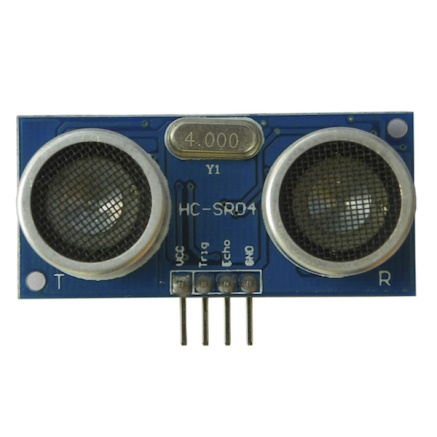 4.000
Y1
HC-SR04
VCC
Trig
Echo
GND
T
R